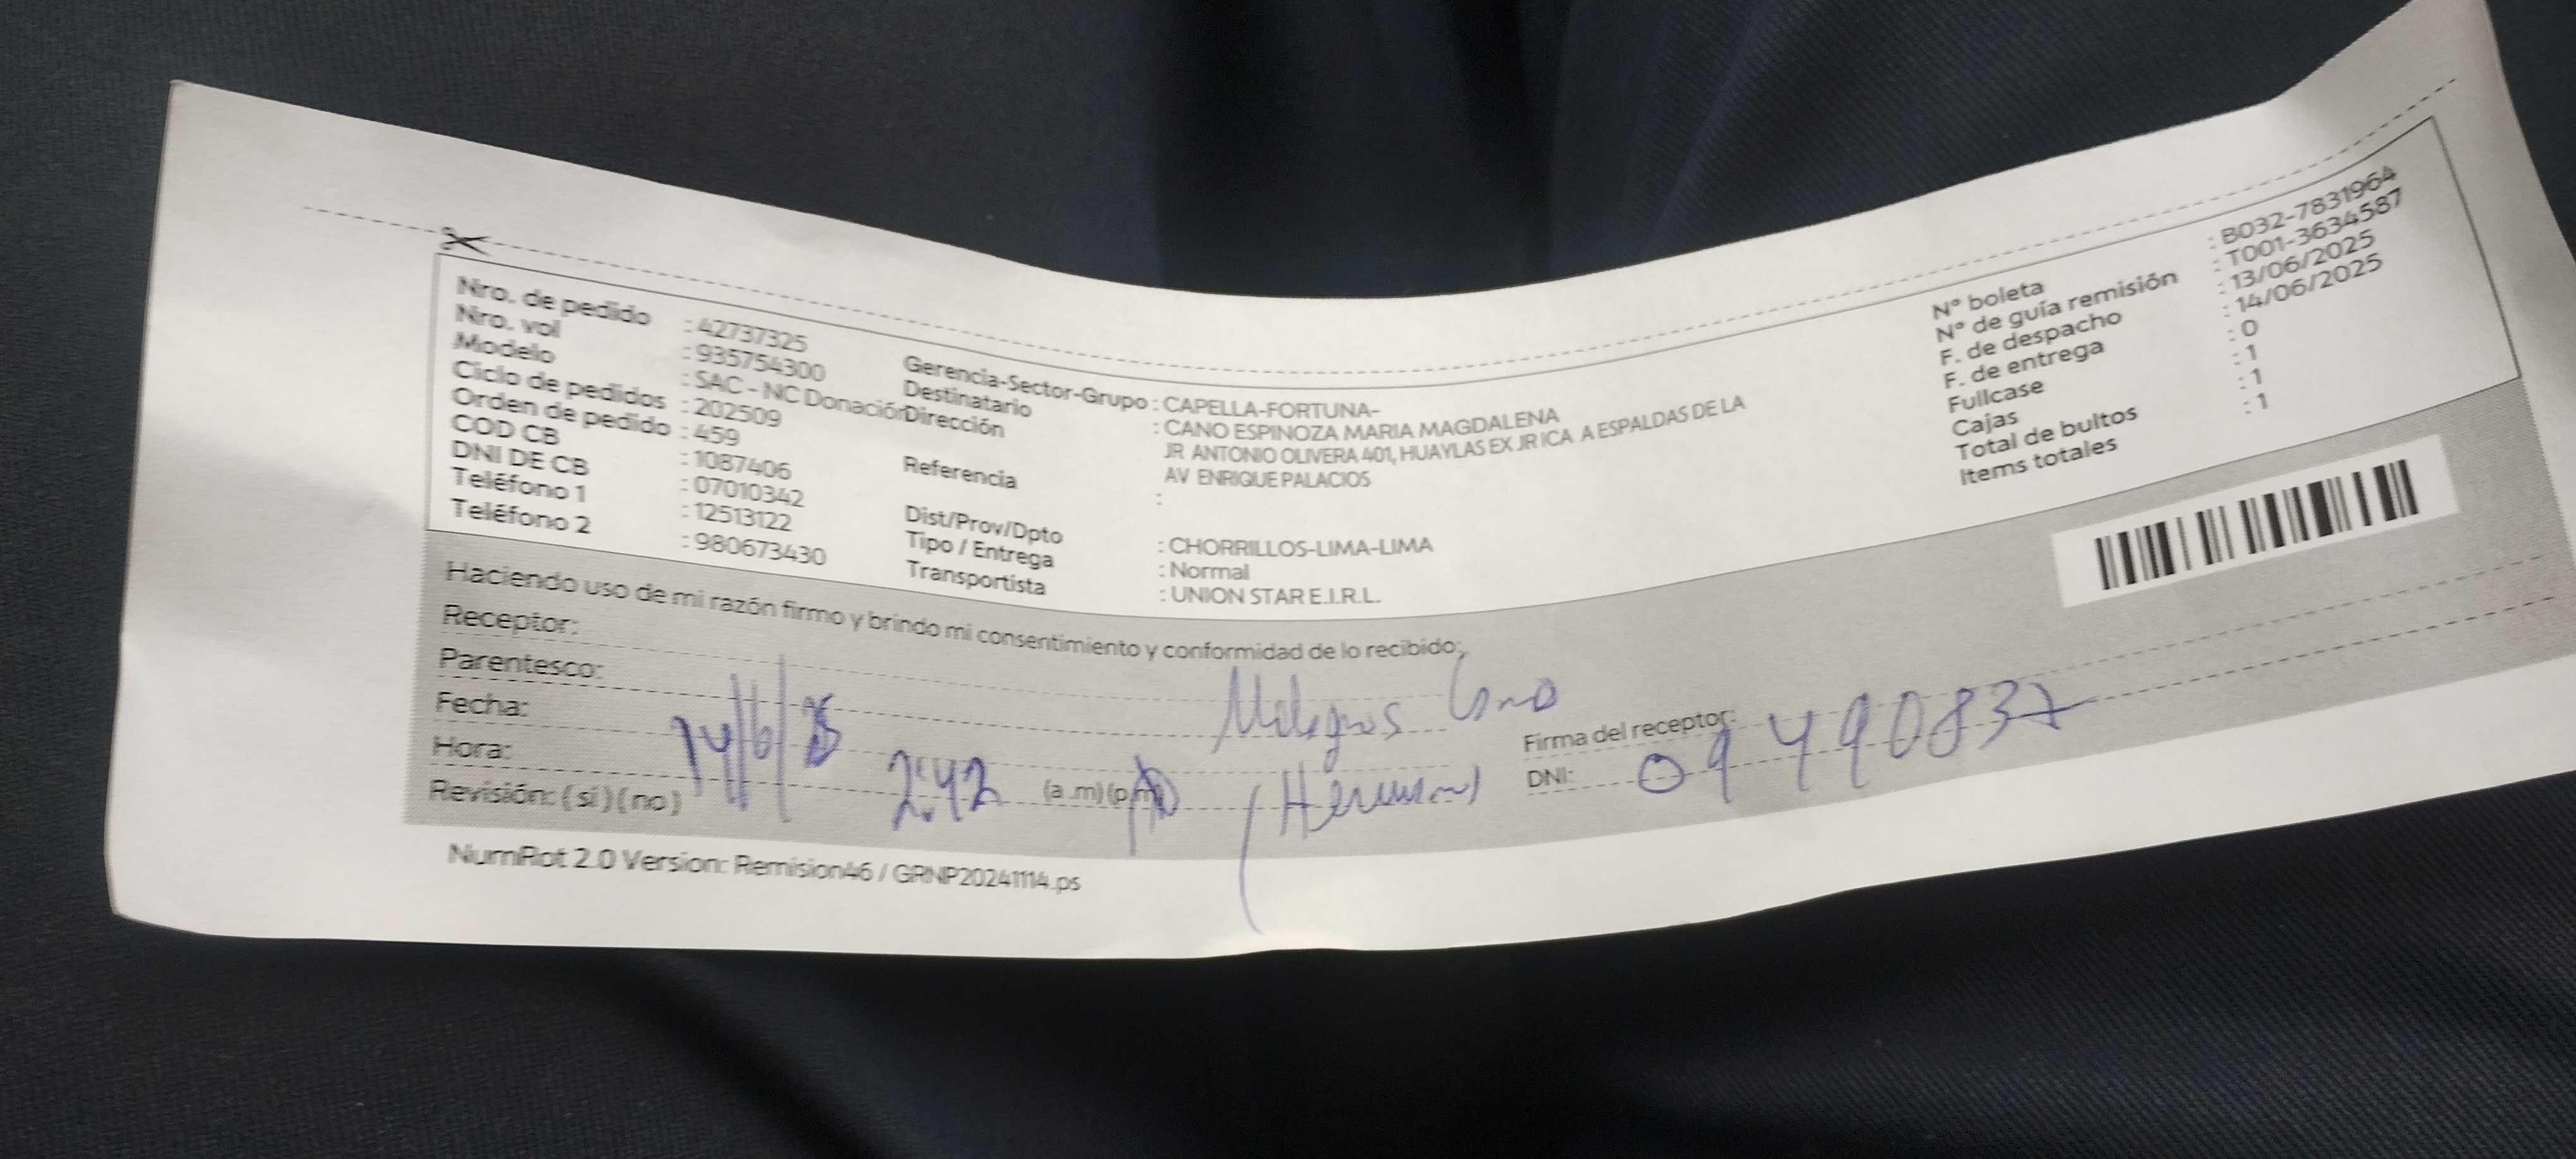 Nro. de pedido : 42737325
Nro. vol : 935754300
Modelo : SAC - NC Donación
Ciclo de pedidos : 202509
Orden de pedido : 459
COD CB : 1087406
DNI DE CB : 07010342
Teléfono 1 : 12513122
Teléfono 2 : 980673430
Gerencia-Sector-Grupo : CAPELLA-FORTUNA-
Destinatario : CANO ESPINOZA MARIA MAGDALENA
Dirección JR ANTONIO OLIVERA 401, HUAYLAS EX JR ICA A ESPALDAS DE LA
AV ENRIQUE PALACIOS
Referencia :
Dist/Prov/Dpto : CHORRILLOS-LIMA-LIMA
Tipo / Entrega : Normal
Transportista : UNION STAR E.I.R.L.
N° boleta : B032-7831964
N° de guía remisión : T001-3634587
F. de despacho : 13/06/2025
F. de entrega : 14/06/2025
Fullcase : 0
Cajas : 1
Total de bultos : 1
Items totales : 1
Haciendo uso de mi razón firmo y brindo mi consentimiento y conformidad de lo recibido:
Receptor: Milagros Cano
Parentesco:
Fecha: 14/6/25
Hora: 2:42 (a .m) (p.m)
(Hermana)
Revisión: (si) (no)
Firma del receptor:
DNI: 09490837
NumRot 2.0 Version: Remision46 / GRNP20241114.ps